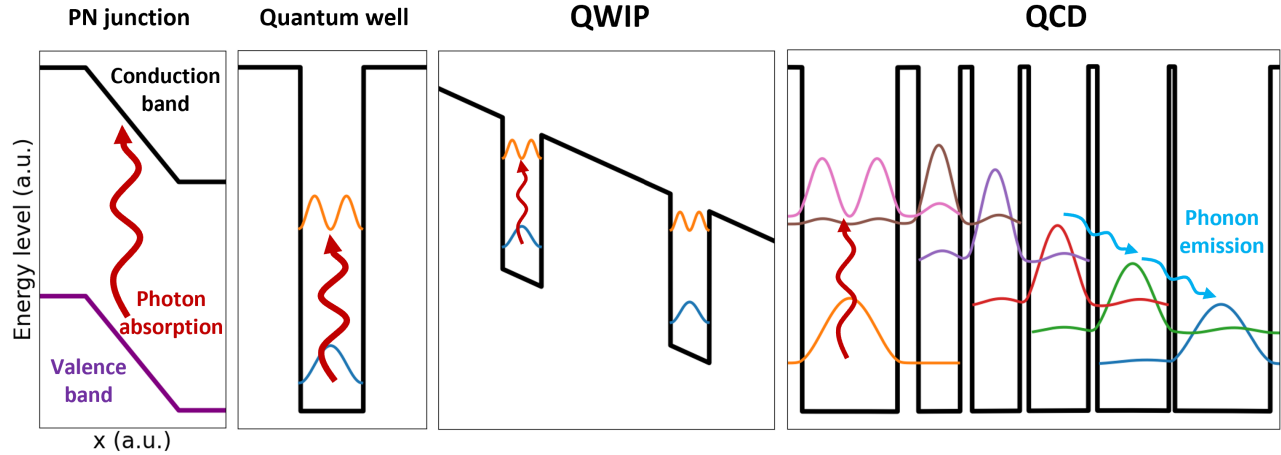 PN junction
Quantum well
QWIP
QCD
Conduction
band
Photon
absorption
Valence
band
Phonon
emission
Energy level (a.u.)
x (a.u.)